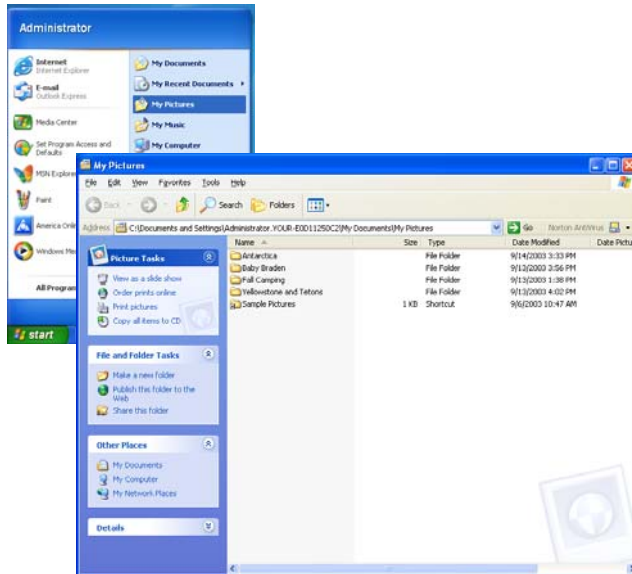 Administrator
Internet
Internet Explorer
E-mail
Outlook Express
Media Center
Set Program Access and
Defaults
MSN Explore
Paint
America Onli
Windows Me
All Program
start
My Documents
My Recent Documents
My Pictures
My Music
My Computer
My Pictures
File Edit View Favorites Tools Help
Back Search Folders
Address C:\Documents and Settings\Administrator.YOUR-E0D11250C2\My Documents\My Pictures Go Norton AntiVirus
Picture Tasks
View as a slide show
Order prints online
Print pictures
Copy all items to CD
File and Folder Tasks
Make a new folder
Publish this folder to the
Web
Share this folder
Other Places
My Documents
My Computer
My Network Places
Details
Name Size Type Date Modified Date Pictu
Antarctica File Folder 9/14/2003 3:33 PM
Baby Braden File Folder 9/13/2003 3:56 PM
Fall Camping File Folder 9/13/2003 1:38 PM
Yellowstone and Tetons File Folder 9/13/2003 4:02 PM
Sample Pictures 1 KB Shortcut 9/6/2003 10:47 AM